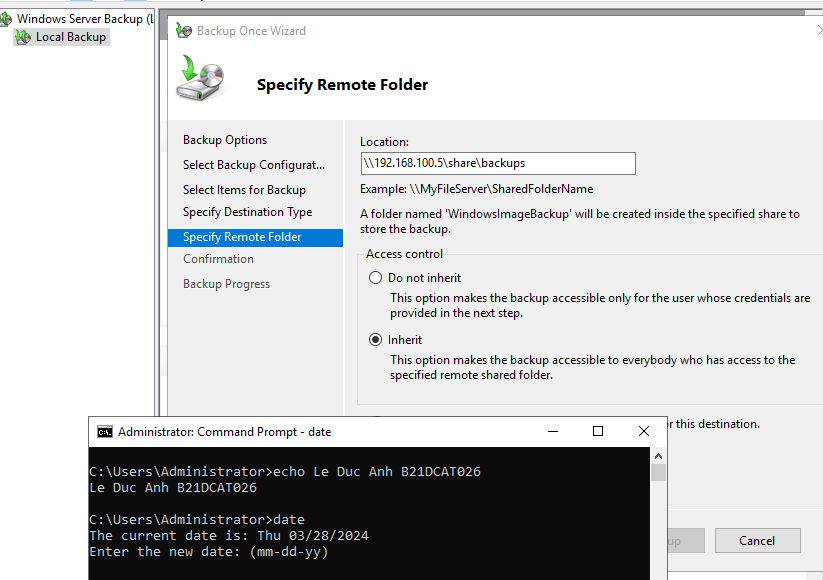 Windows Server Backup (L
Local Backup
Backup Once Wizard
Specify Remote Folder
Backup Options
Select Backup Configurat...
Select Items for Backup
Specify Destination Type
Specify Remote Folder
Confirmation
Backup Progress
Location:
\\192.168.100.5\share\backups
Example: \\MyFileServer\SharedFolderName
A folder named 'WindowsImageBackup' will be created inside the specified share to
store the backup.
Access control
Do not inherit
This option makes the backup accessible only for the user whose credentials are
provided in the next step.
Inherit
This option makes the backup accessible to everybody who has access to the
specified remote shared folder.
r this destination.
up
Cancel
Administrator: Command Prompt - date
C:\Users\Administrator>echo Le Duc Anh B21DCAT026
Le Duc Anh B21DCAT026
C:\Users\Administrator>date
The current date is: Thu 03/28/2024
Enter the new date: (mm-dd-yy)